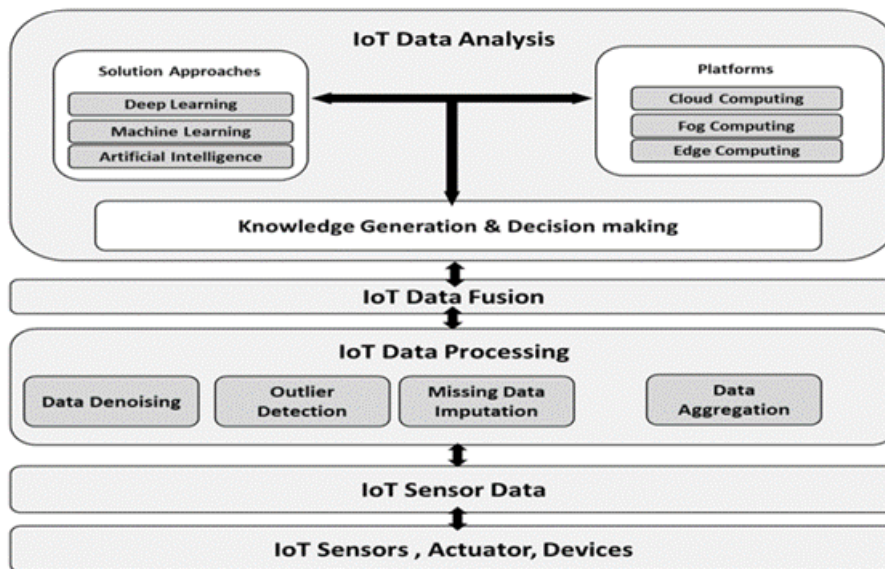 IoT Data Analysis
Solution Approaches
Deep Learning
Machine Learning
Artificial Intelligence
Platforms
Cloud Computing
Fog Computing
Edge Computing
Knowledge Generation & Decision making
IoT Data Fusion
IoT Data Processing
Data Denoising
Outlier
Detection
Missing Data
Imputation
Data
Aggregation
IoT Sensor Data
IoT Sensors , Actuator, Devices